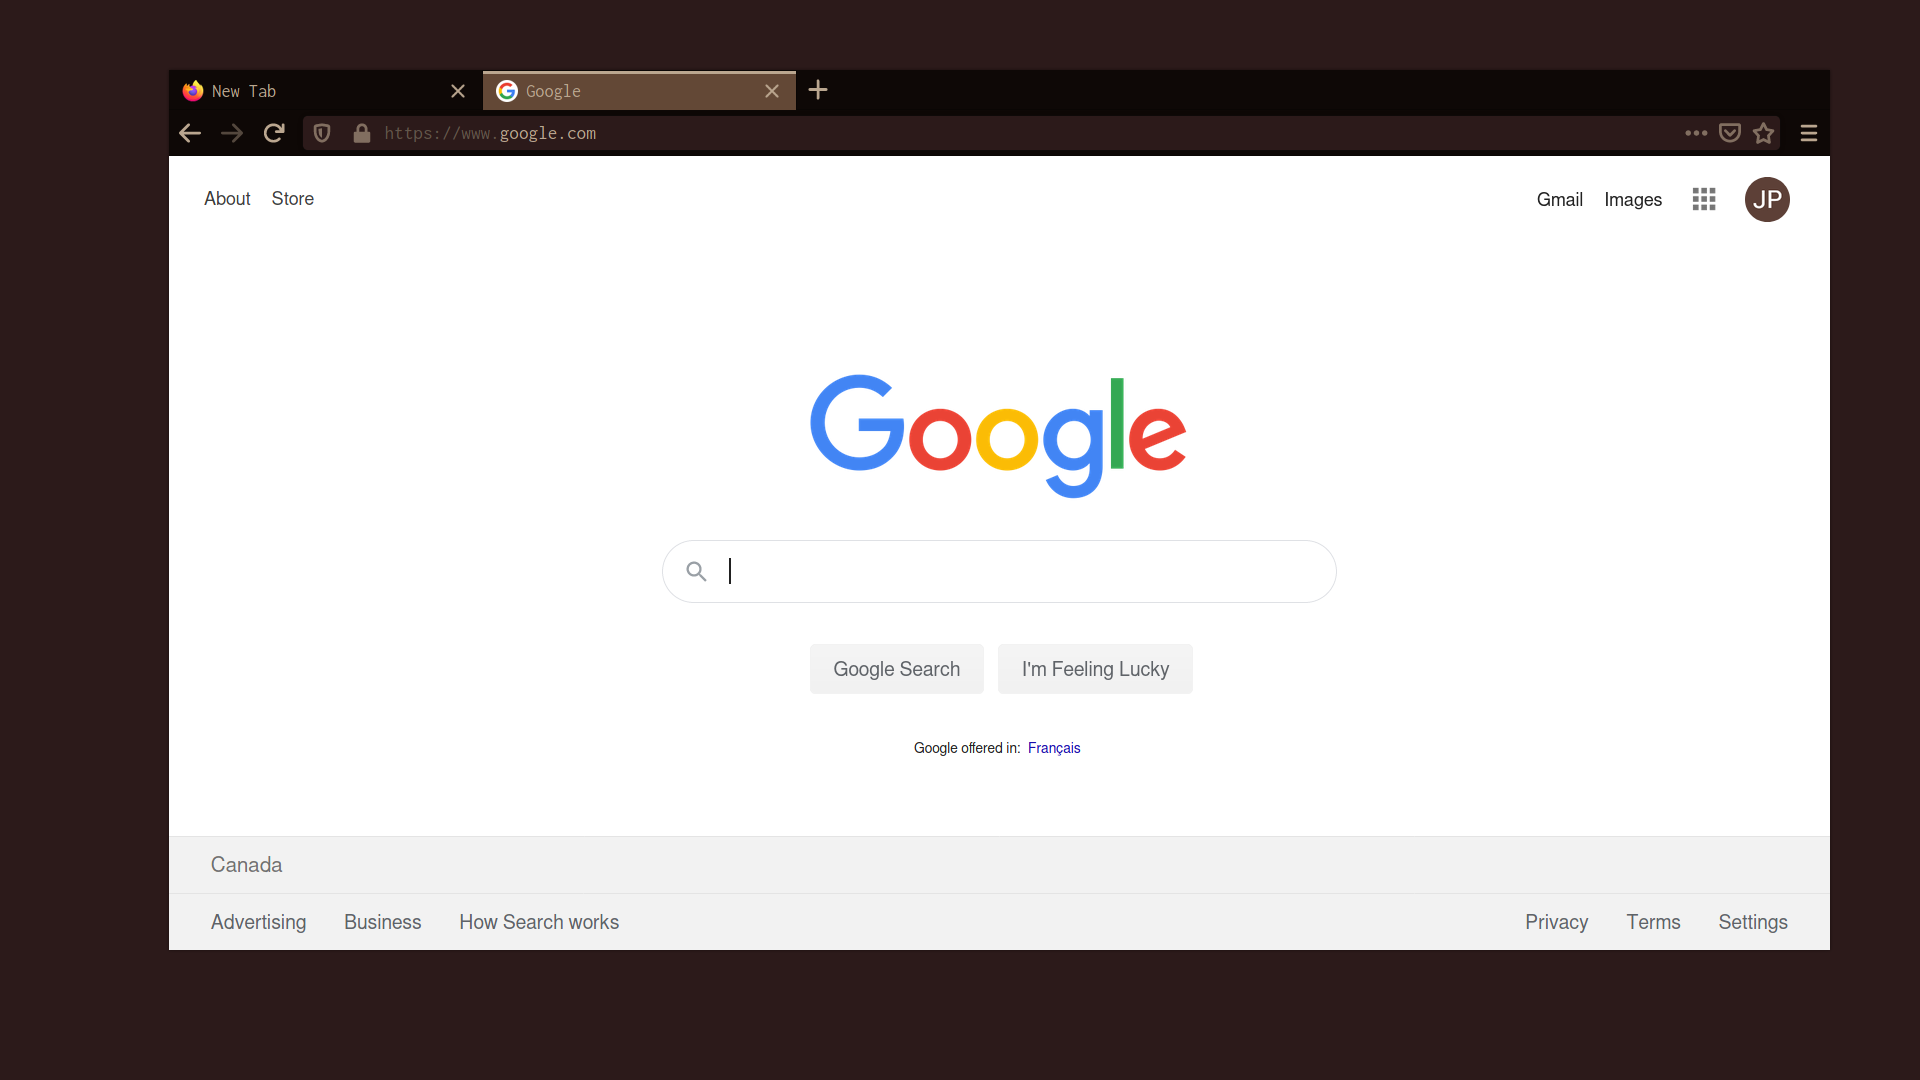 New Tab
Google
https://www.google.com
About Store
Gmail Images
JP
Google
Google Search
I'm Feeling Lucky
Google offered in: Français
Canada
Advertising Business How Search works
Privacy Terms Settings